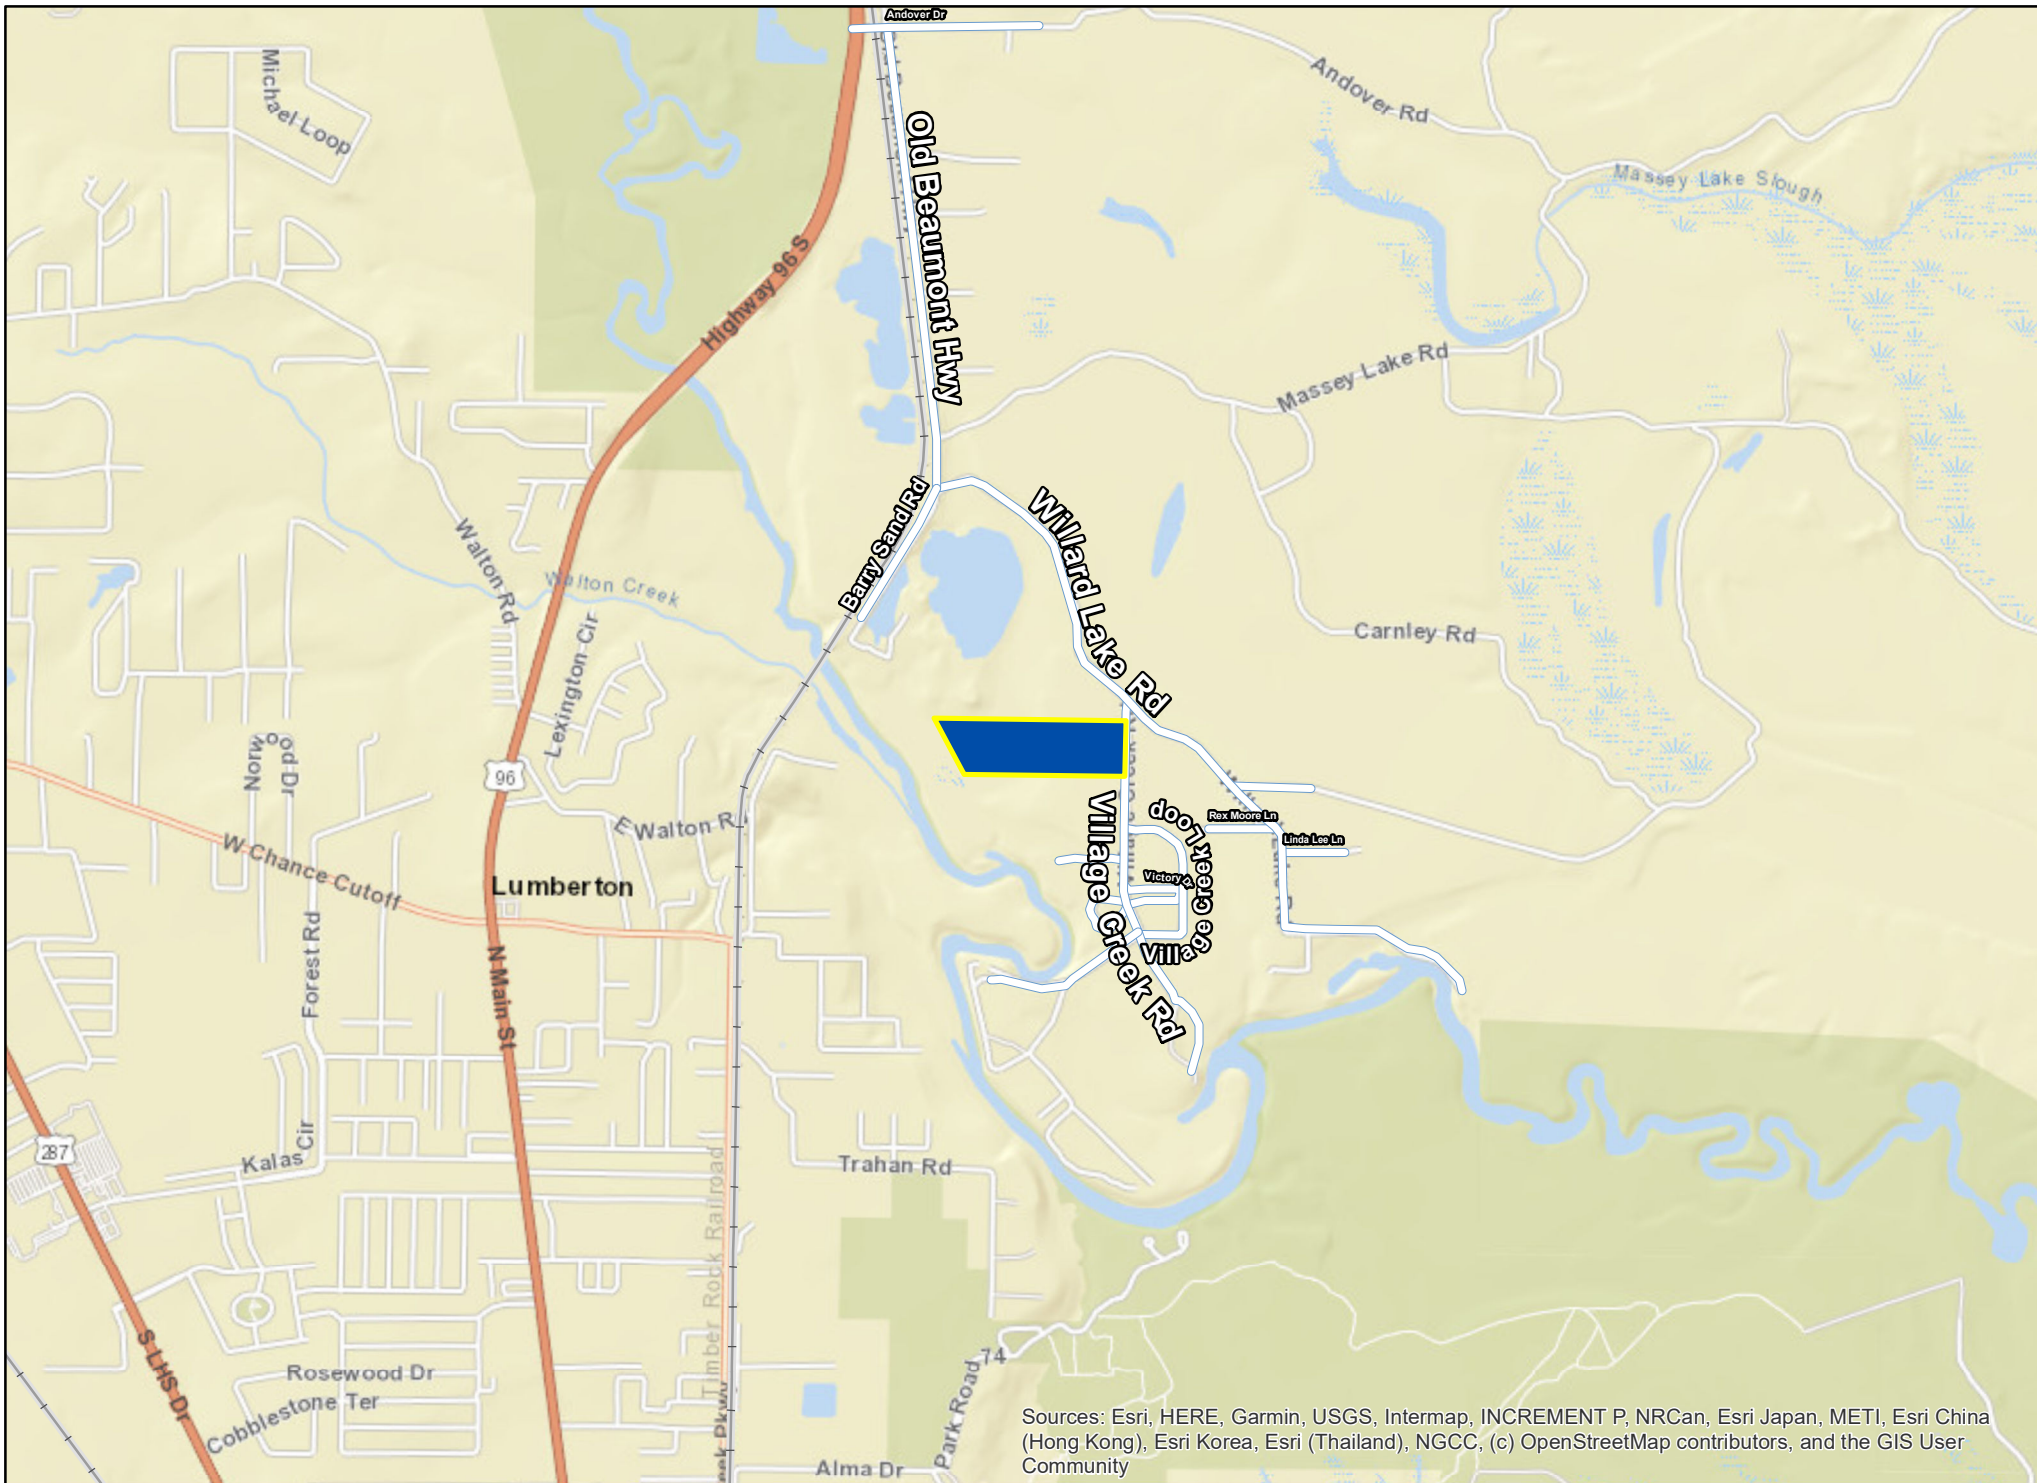 Andover Dr
Michael Loop
Andover Rd
Old Beaumont Hwy
Massey Lake Slough
Highway 96 S
Massey Lake Rd
Barry Sand Rd
Willard Lake Rd
Walton Rd
Walton Creek
Lexington Cir
Carnley Rd
Norwood Dr
96
E Walton R
W Chance Cutoff
Lumberton
Village Creek Rd
Village Creek Loop
Rex Moore Ln
Linda Lee Ln
Victory Dr
Forest Rd
N Main St
287
Kalas Cir
Trahan Rd
Timber Rock Railroad
S LHS Dr
Rosewood Dr
Cobblestone Ter
Park Road 74
Alma Dr
Sources: Esri, HERE, Garmin, USGS, Intermap, INCREMENT P, NRCan, Esri Japan, METI, Esri China
(Hong Kong), Esri Korea, Esri (Thailand), NGCC, (c) OpenStreetMap contributors, and the GIS User
Community